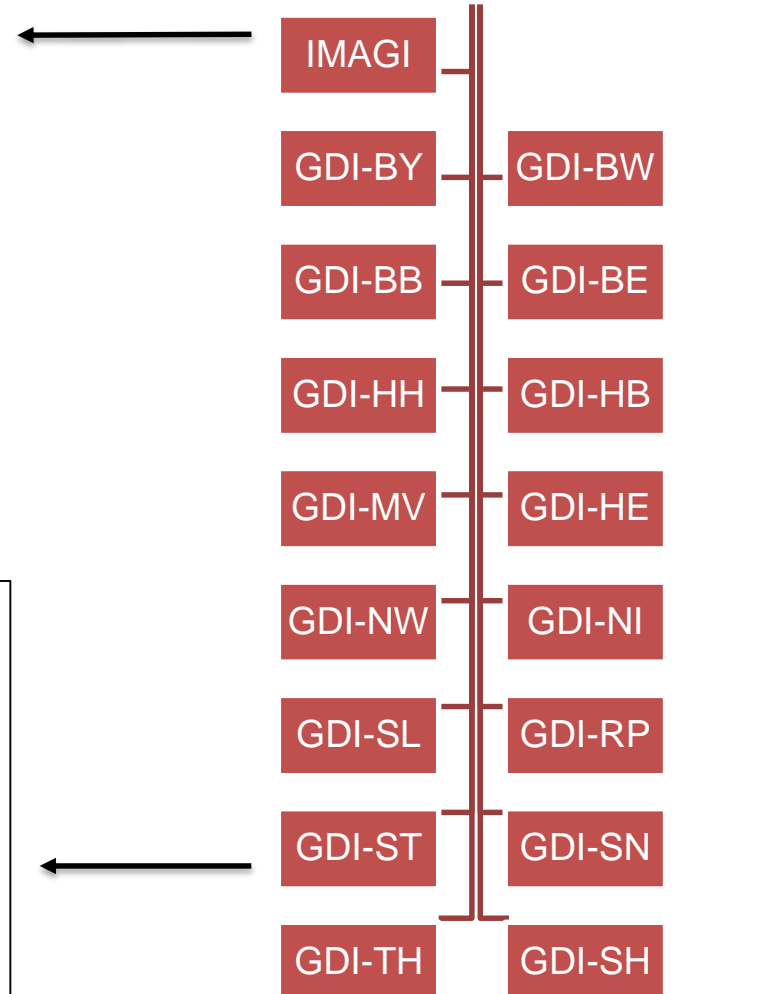 IMAGI
GDI-BY GDI-BW
GDI-BB GDI-BE
GDI-HH GDI-HB
GDI-MV GDI-HE
GDI-NW GDI-NI
GDI-SL GDI-RP
GDI-ST GDI-SN
GDI-TH GDI-SH